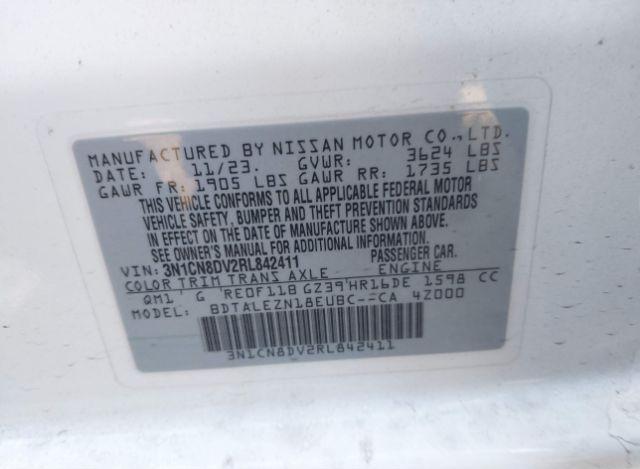 MANUFACTURED BY NISSAN MOTOR CO., LTD.
DATE: 11/23. GVWR: 3624 LBS
GAWR FR: 1905 LBS GAWR RR: 1735 LBS
THIS VEHICLE CONFORMS TO ALL APPLICABLE FEDERAL MOTOR
VEHICLE SAFETY, BUMPER AND THEFT PREVENTION STANDARDS
IN EFFECT ON THE DATE OF MANUFACTURE SHOWN ABOVE.
SEE OWNER'S MANUAL FOR ADDITIONAL INFORMATION.
VIN: 3N1CN8DV2RL842411 PASSENGER CAR.
COLOR TRIM TRANS AXLE ENGINE
QM1 G RE0F11B GZ39 HR16DE 1598 CC
MODEL: BDTALEZN18EUBC--CA 4Z000
3N1CN8DV2RL842411